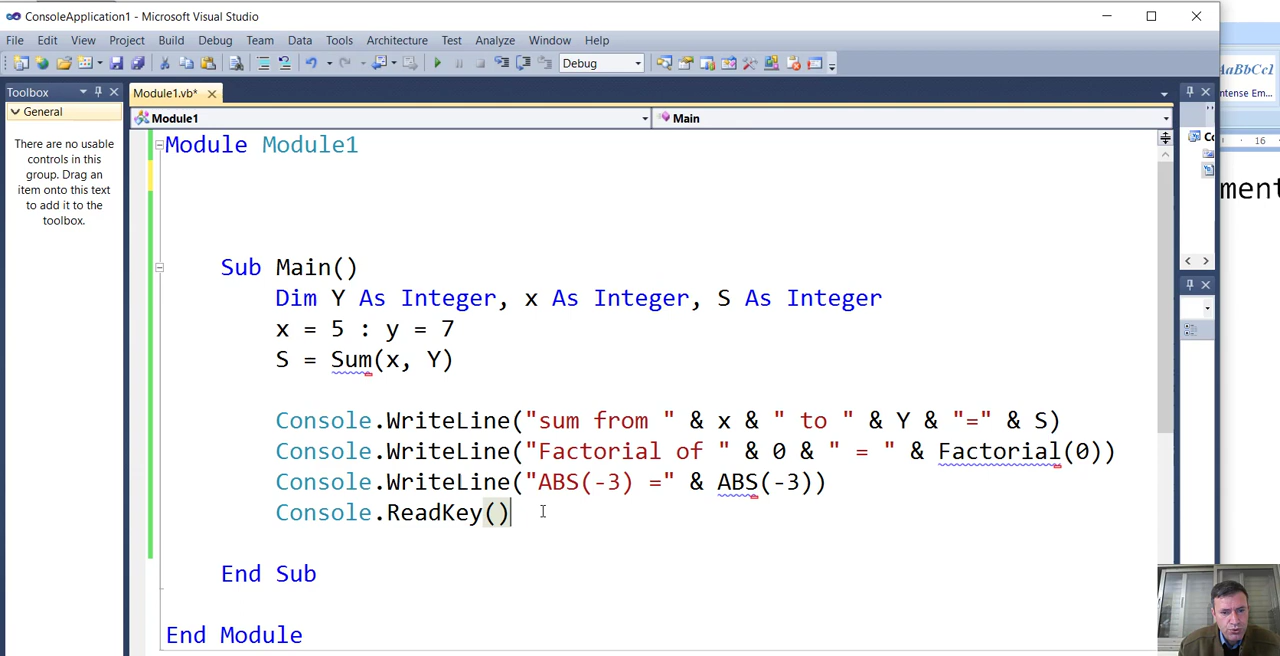 ConsoleApplication1 - Microsoft Visual Studio
File Edit View Project Build Debug Team Data Tools Architecture Test Analyze Window Help
Debug
AaBbCcl
Toolbox
Module1.vb*
ntense Em...
General
Module1
Main
There are no usable
controls in this
group. Drag an
item onto this text
to add it to the
toolbox.
Co
16
Module Module1
ment
Sub Main()
Dim Y As Integer, x As Integer, S As Integer
x = 5 : y = 7
S = Sum(x, Y)
Console.WriteLine("sum from " & x & " to " & Y & "=" & S)
Console.WriteLine("Factorial of " & 0 & " = " & Factorial(0))
Console.WriteLine("ABS(-3) =" & ABS(-3))
Console.ReadKey()
End Sub
End Module